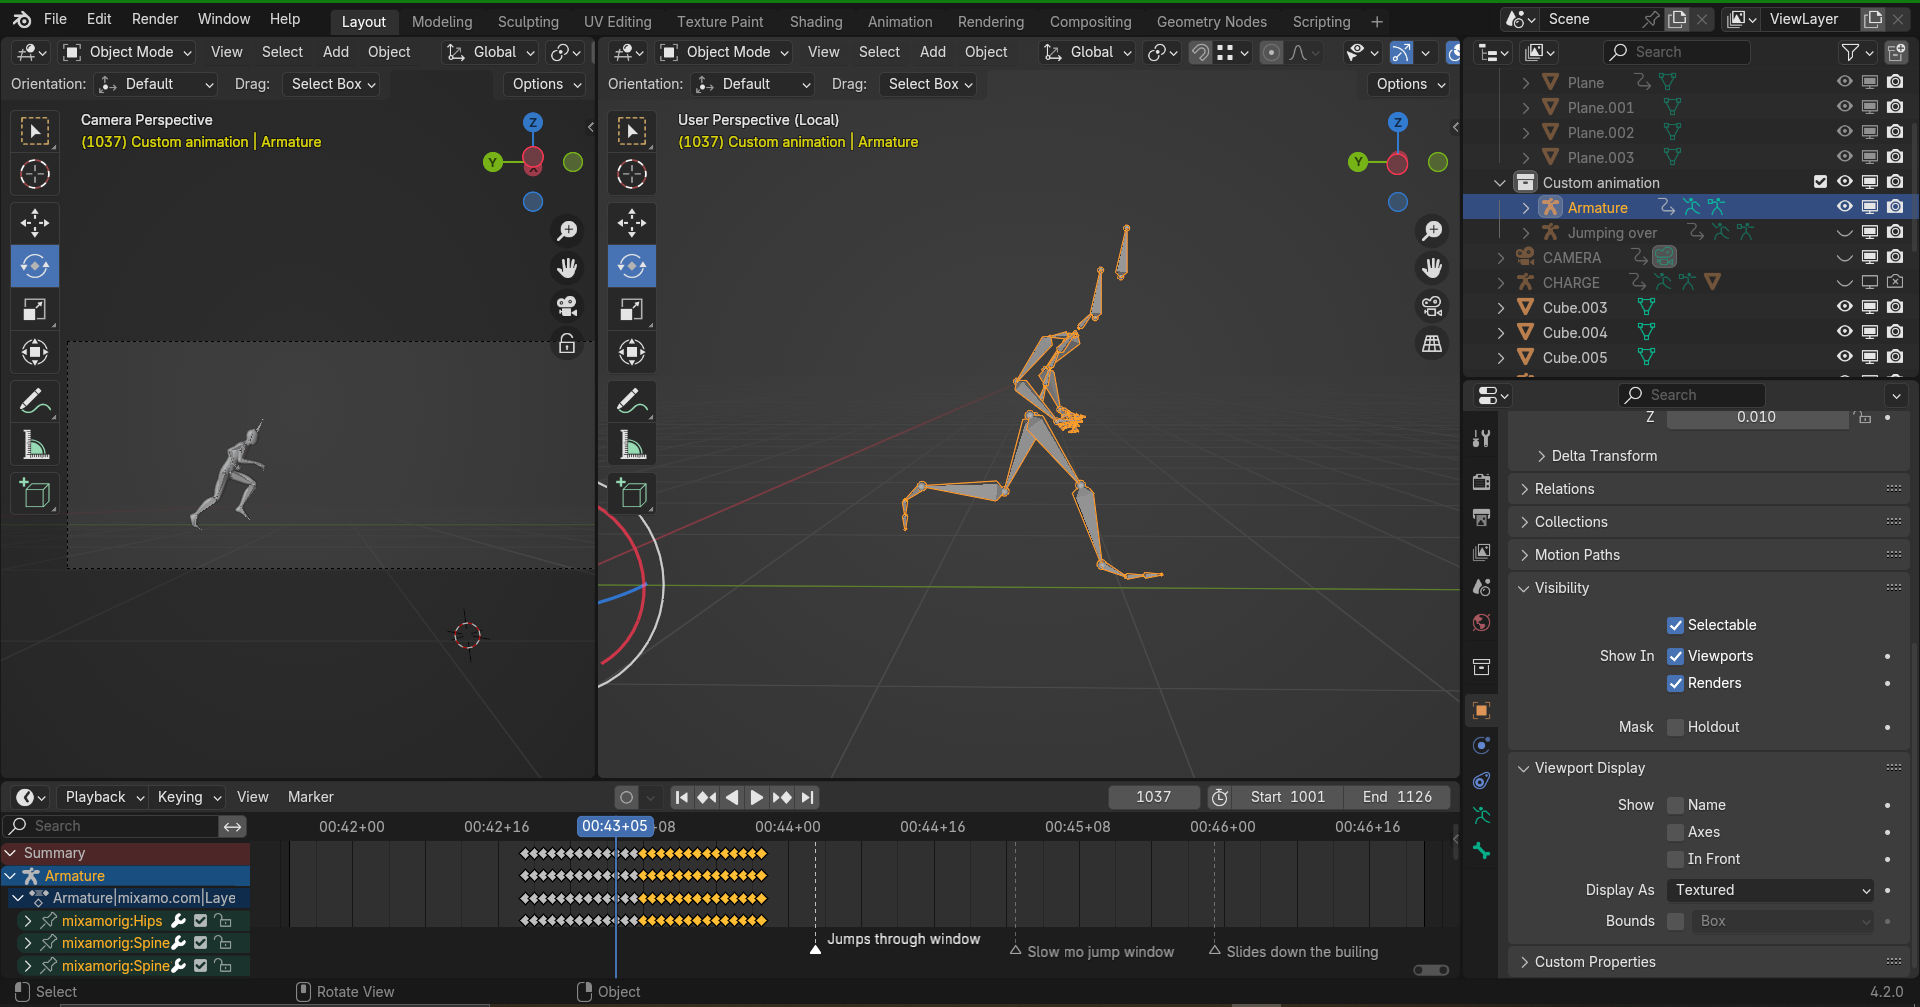 File Edit Render Window Help Layout Modeling Sculpting UV Editing Texture Paint Shading Animation Rendering Compositing Geometry Nodes Scripting + Scene ViewLayer
Object Mode View Select Add Object Global Object Mode View Select Add Object Global Search
Orientation: Default Drag: Select Box Options Orientation: Default Drag: Select Box Options
Plane
Plane.001
Plane.002
Plane.003
Custom animation
Armature
Jumping over
CAMERA
CHARGE
Cube.003
Cube.004
Cube.005
Camera Perspective
(1037) Custom animation | Armature
Z
Y
X
User Perspective (Local)
(1037) Custom animation | Armature
Z
Y
Search
Z 0.010
Delta Transform
Relations
Collections
Motion Paths
Visibility
Selectable
Show In Viewports
Renders
Mask Holdout
Viewport Display
Show Name
Axes
In Front
Display As Textured
Bounds Box
Custom Properties
Playback Keying View Marker 1037 Start 1001 End 1126
Search 00:42+00 00:42+16 00:43+05 +08 00:44+00 00:44+16 00:45+08 00:46+00 00:46+16
Summary
Armature
Armature|mixamo.com|Laye
mixamorig:Hips
mixamorig:Spine
mixamorig:Spine
Jumps through window
Slow mo jump window
Slides down the builing
Select Rotate View Object 4.2.0